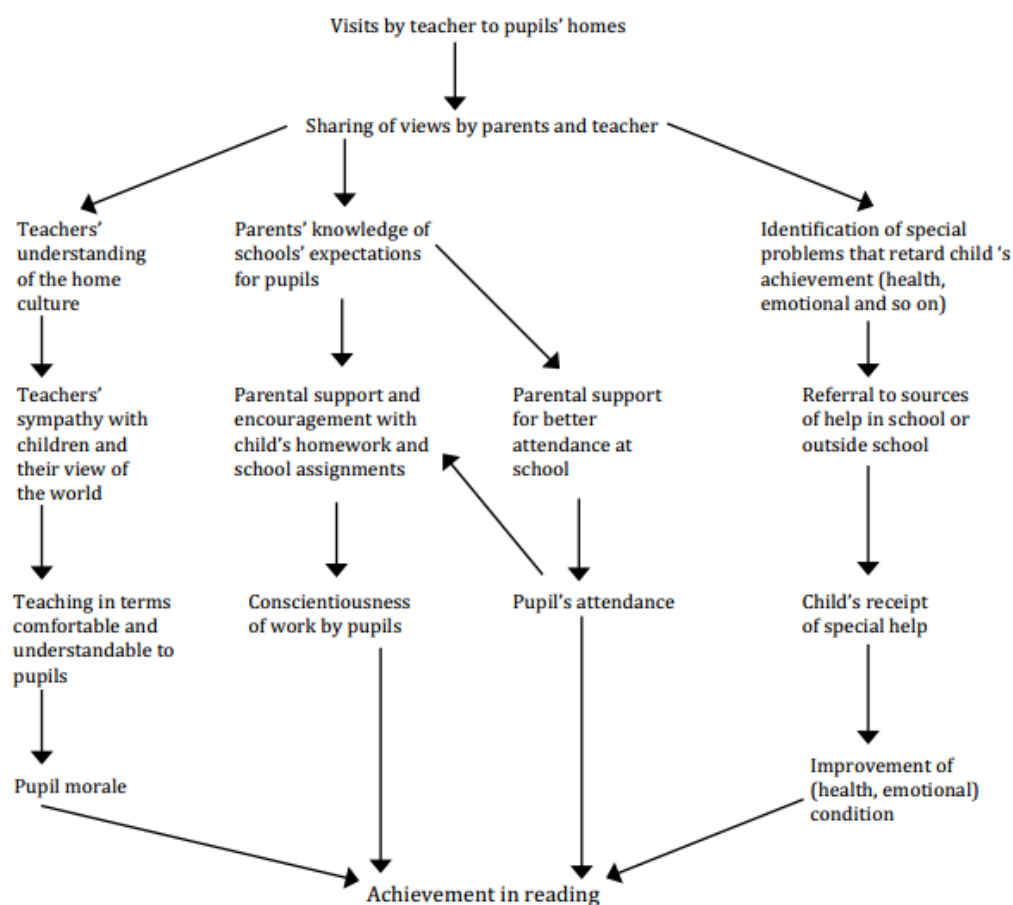 Visits by teacher to pupils’ homes
Sharing of views by parents and teacher
Teachers’
understanding
of the home
culture
Parents’ knowledge of
schools’ expectations
for pupils
Identification of special
problems that retard child ‘s
achievement (health,
emotional and so on)
Teachers’
sympathy with
children and
their view of
the world
Parental support and
encouragement with
child’s homework and
school assignments
Parental support
for better
attendance at
school
Referral to sources
of help in school or
outside school
Teaching in terms
comfortable and
understandable to
pupils
Conscientiousness
of work by pupils
Pupil’s attendance
Child’s receipt
of special help
Pupil morale
Improvement of
(health, emotional)
condition
Achievement in reading